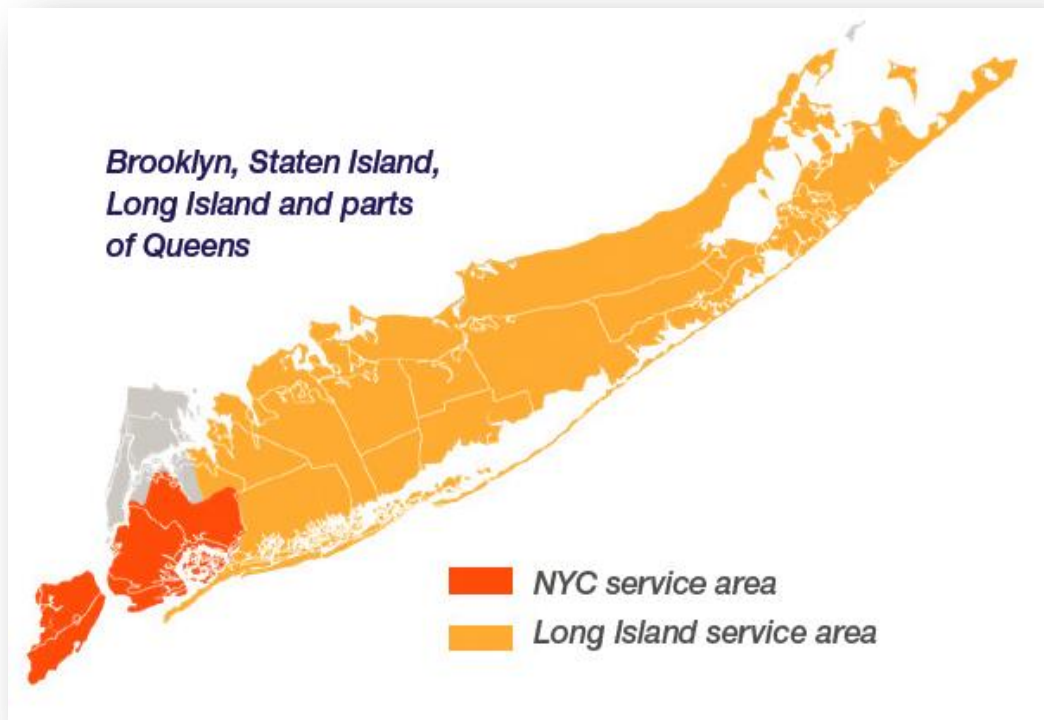 Brooklyn, Staten Island,
Long Island and parts
of Queens
NYC service area
Long Island service area